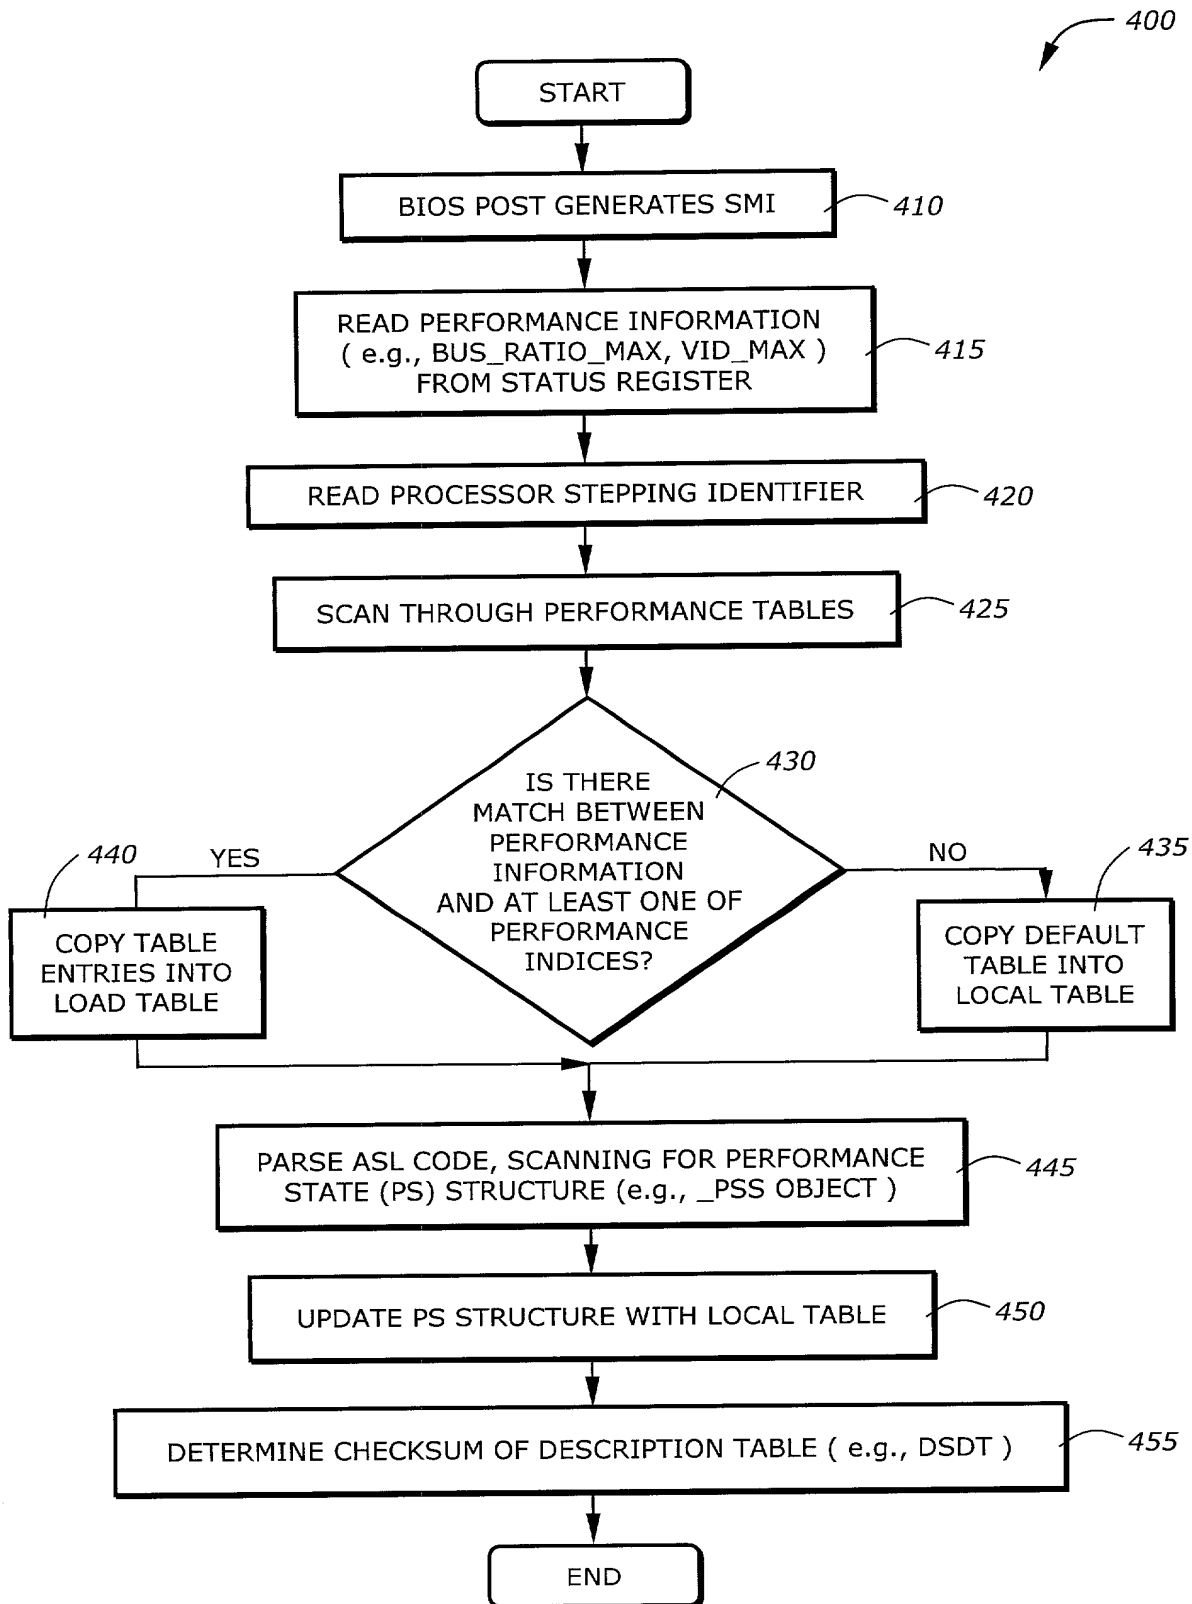 400
START
BIOS POST GENERATES SMI
410
READ PERFORMANCE INFORMATION
( e.g., BUS_RATIO_MAX, VID_MAX )
FROM STATUS REGISTER
415
READ PROCESSOR STEPPING IDENTIFIER
420
SCAN THROUGH PERFORMANCE TABLES
425
IS THERE
MATCH BETWEEN
PERFORMANCE
INFORMATION
AND AT LEAST ONE OF
PERFORMANCE
INDICES?
430
YES
440
COPY TABLE
ENTRIES INTO
LOAD TABLE
NO
435
COPY DEFAULT
TABLE INTO
LOCAL TABLE
PARSE ASL CODE, SCANNING FOR PERFORMANCE
STATE (PS) STRUCTURE (e.g., _PSS OBJECT )
445
UPDATE PS STRUCTURE WITH LOCAL TABLE
450
DETERMINE CHECKSUM OF DESCRIPTION TABLE ( e.g., DSDT )
455
END